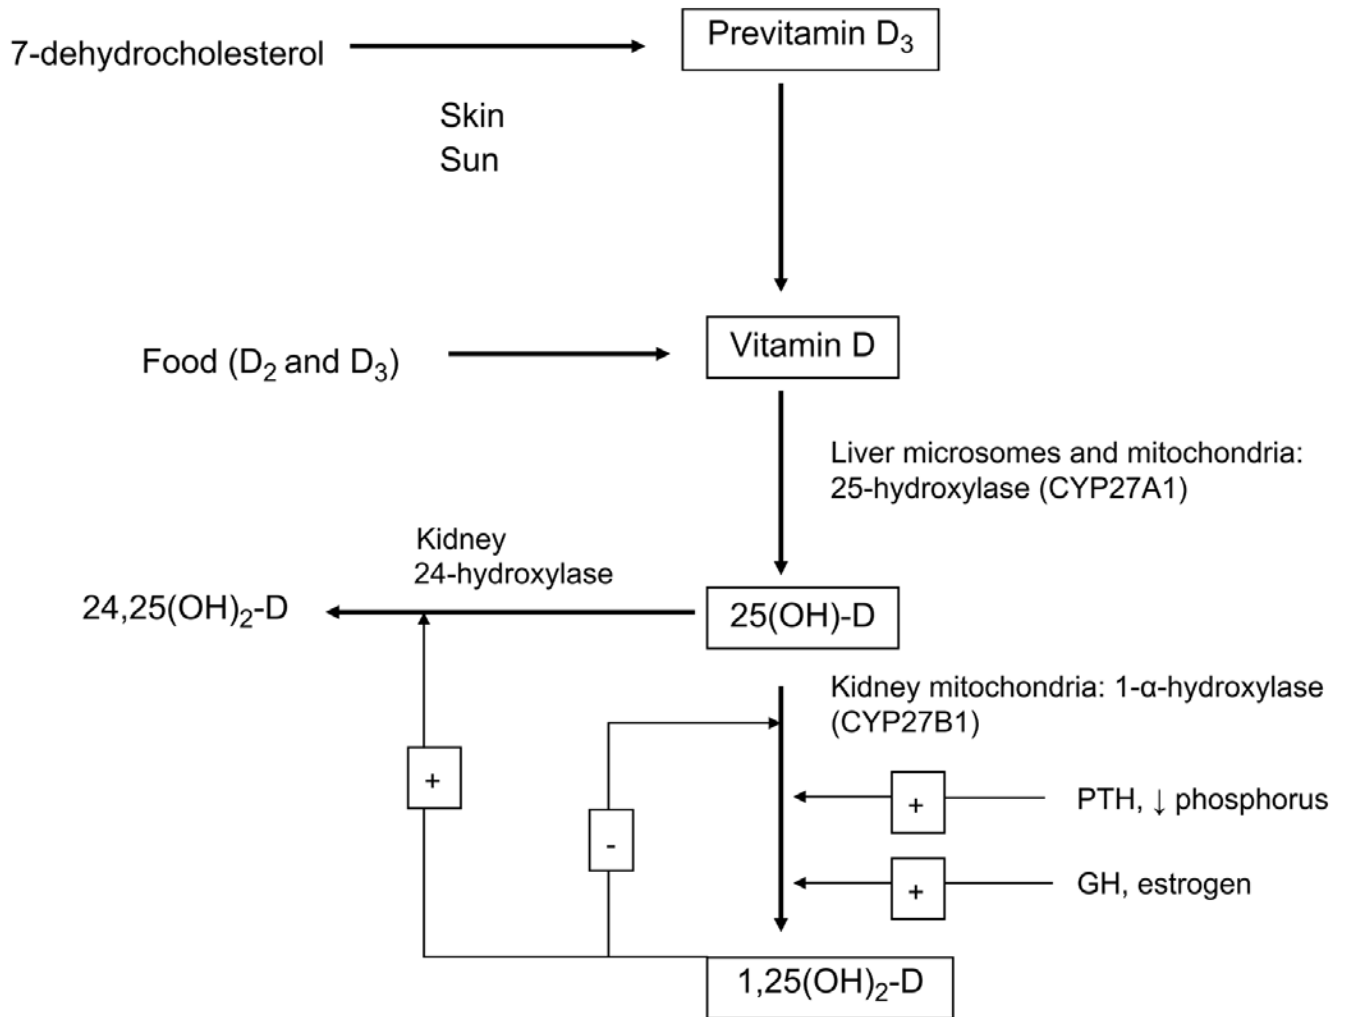 7-dehydrocholesterol
Previtamin D₃
Skin
Sun
Food (D₂ and D₃)
Vitamin D
Liver microsomes and mitochondria:
25-hydroxylase (CYP27A1)
Kidney
24-hydroxylase
24,25(OH)₂-D
25(OH)-D
Kidney mitochondria: 1-α-hydroxylase
(CYP27B1)
+
-
+
PTH, ↓ phosphorus
+
GH, estrogen
1,25(OH)₂-D